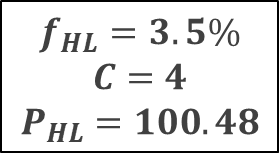 f_HL = 3.5%
C = 4
P_HL = 100.48